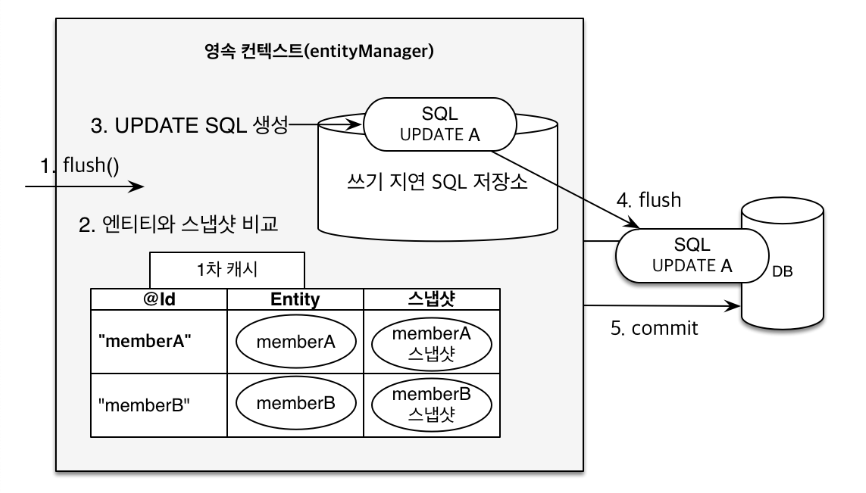 영속 컨텍스트(entityManager)
3. UPDATE SQL 생성
SQL
UPDATE A
1. flush()
쓰기 지연 SQL 저장소
4. flush
2. 엔티티와 스냅샷 비교
SQL
UPDATE A
DB
1차 캐시
@Id Entity 스냅샷
5. commit
"memberA" memberA memberA
스냅샷
"memberB" memberB memberB
스냅샷